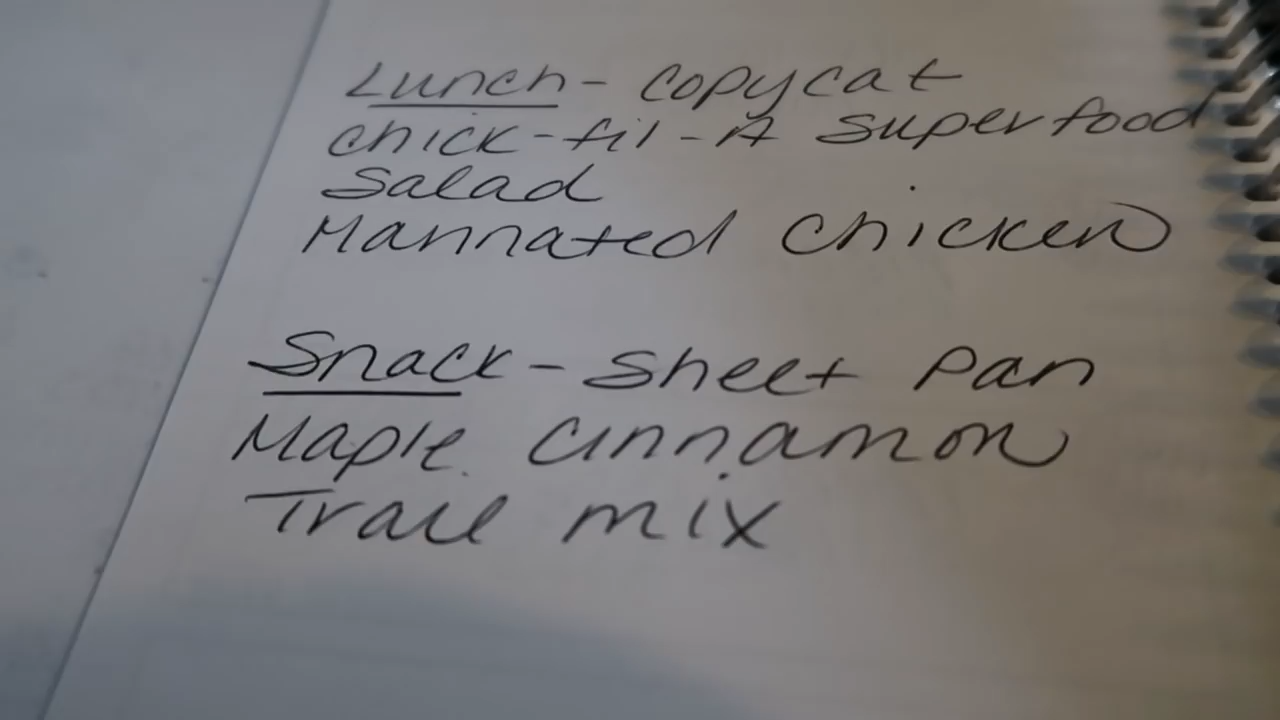 Lunch - Copycat
Chick-fil-A Superfood
Salad
Marinated Chicken
Snack - Sheet Pan
Maple Cinnamon
Trail mix